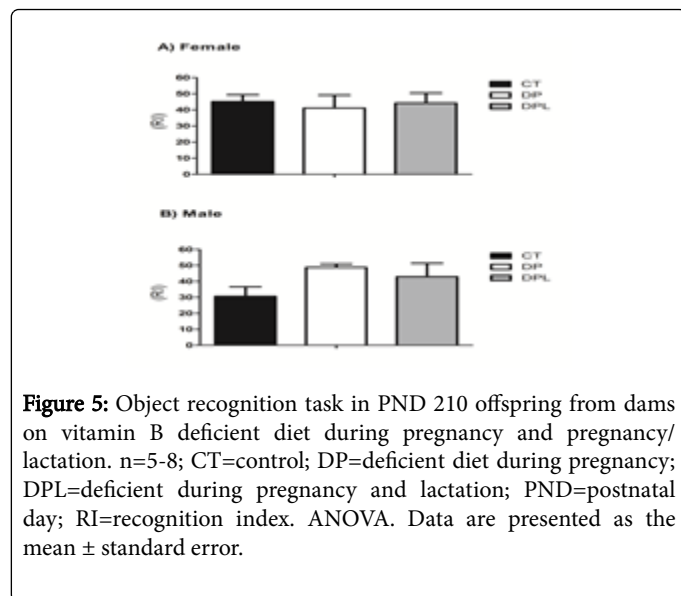 A) Female
60
50
40
30
20
10
0
(RI)
CT
DP
DPL
B) Male
60
50
40
30
20
10
0
(RI)
CT
DP
DPL
Figure 5: Object recognition task in PND 210 offspring from dams
on vitamin B deficient diet during pregnancy and pregnancy/
lactation. n=5-8; CT=control; DP=deficient diet during pregnancy;
DPL=deficient during pregnancy and lactation; PND=postnatal
day; RI=recognition index. ANOVA. Data are presented as the
mean ± standard error.